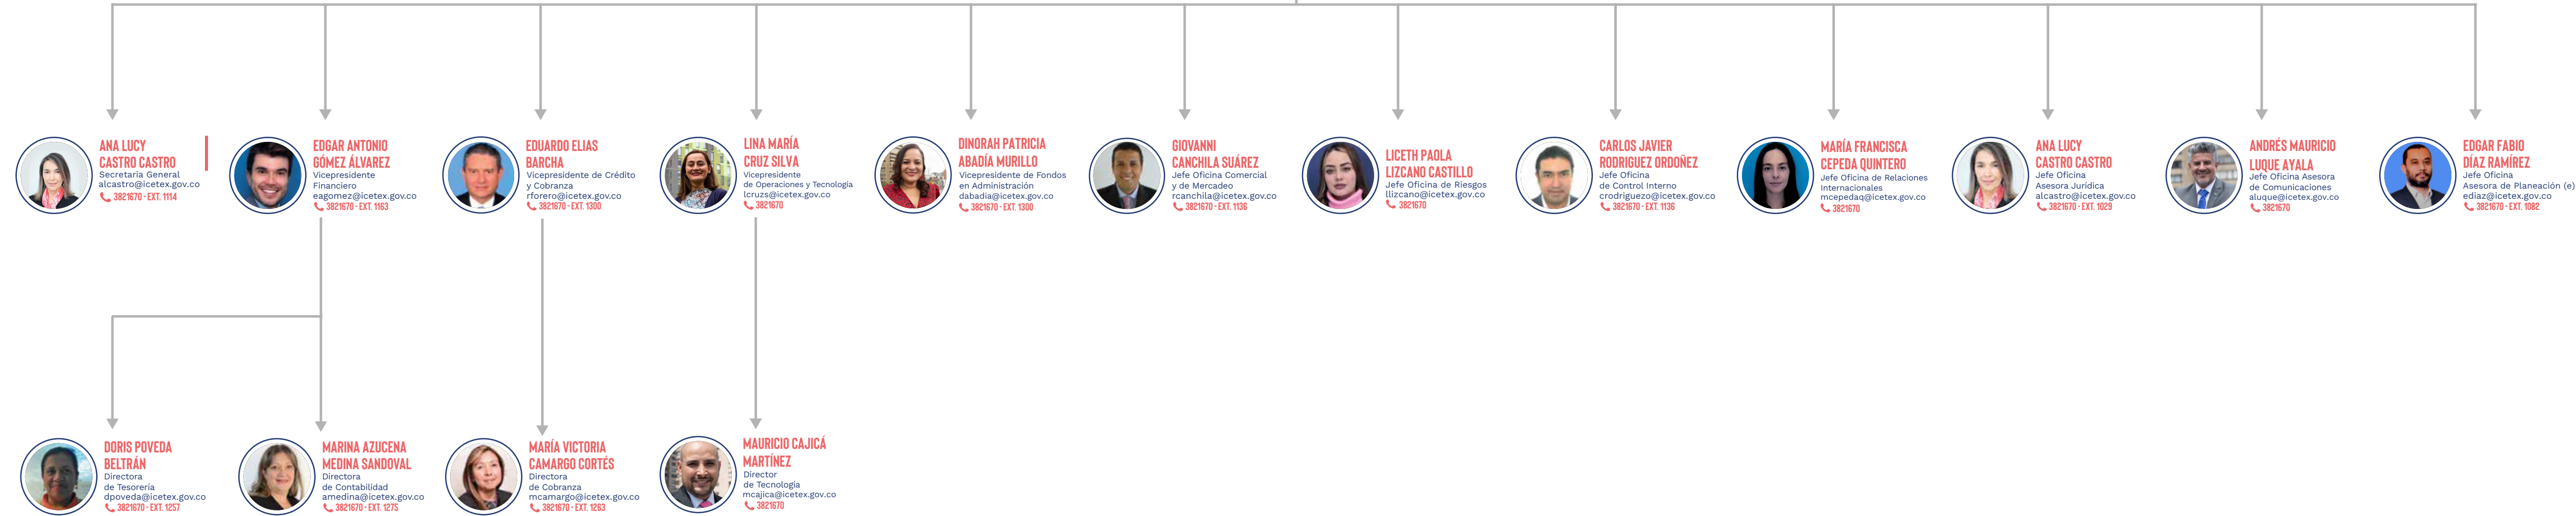 ANA LUCY
CASTRO CASTRO
Secretaria General
alcastro@icetex.gov.co
3821670 - EXT. 1114
EDGAR ANTONIO
GÓMEZ ÁLVAREZ
Vicepresidente
Financiero
eagomez@icetex.gov.co
3821670 - EXT. 1163
EDUARDO ELIAS
BARCHA
Vicepresidente de Crédito
y Cobranza
rforero@icetex.gov.co
3821670 - EXT. 1300
LINA MARÍA
CRUZ SILVA
Vicepresidente
de Operaciones y Tecnología
lcruzs@icetex.gov.co
3821670
DINORAH PATRICIA
ABADÍA MURILLO
Vicepresidente de Fondos
en Administración
dabadia@icetex.gov.co
3821670 - EXT. 1300
GIOVANNI
CANCHILA SUÁREZ
Jefe Oficina Comercial
y de Mercadeo
rcanchila@icetex.gov.co
3821670 - EXT. 1136
LICETH PAOLA
LIZCANO CASTILLO
Jefe Oficina de Riesgos
llizcano@icetex.gov.co
3821670
CARLOS JAVIER
RODRIGUEZ ORDOÑEZ
Jefe Oficina
de Control Interno
crodriguezo@icetex.gov.co
3821670 - EXT. 1136
MARÍA FRANCISCA
CEPEDA QUINTERO
Jefe Oficina de Relaciones
Internacionales
mcepedaq@icetex.gov.co
3821670
ANA LUCY
CASTRO CASTRO
Jefe Oficina
Asesora Jurídica
alcastro@icetex.gov.co
3821670 - EXT. 1029
ANDRÉS MAURICIO
LUQUE AYALA
Jefe Oficina Asesora
de Comunicaciones
aluque@icetex.gov.co
3821670
EDGAR FABIO
DÍAZ RAMÍREZ
Jefe Oficina
Asesora de Planeación (e)
ediaz@icetex.gov.co
3821670 - EXT. 1082
DORIS POVEDA
BELTRÁN
Directora
de Tesorería
dpoveda@icetex.gov.co
3821670 - EXT. 1257
MARINA AZUCENA
MEDINA SANDOVAL
Directora
de Contabilidad
amedina@icetex.gov.co
3821670 - EXT. 1275
MARÍA VICTORIA
CAMARGO CORTÉS
Directora
de Cobranza
mcamargo@icetex.gov.co
3821670 - EXT. 1263
MAURICIO CAJICÁ
MARTÍNEZ
Director
de Tecnología
mcajica@icetex.gov.co
3821670